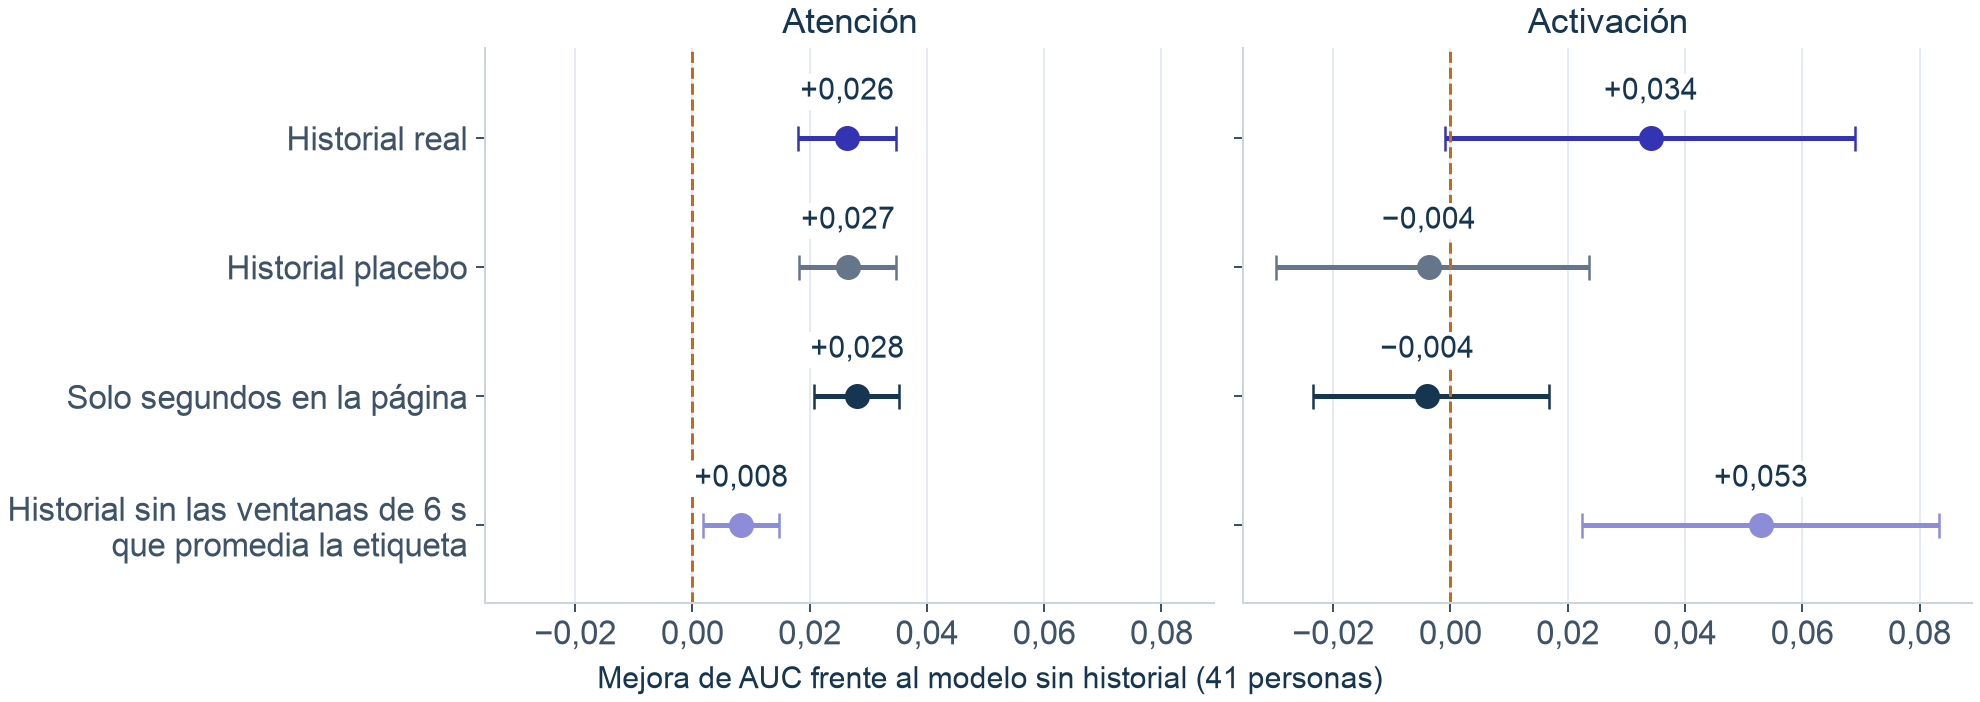 Atención
Activación
Historial real
+0,026
+0,034
Historial placebo
+0,027
−0,004
Solo segundos en la página
+0,028
−0,004
Historial sin las ventanas de 6 s
que promedia la etiqueta
+0,008
+0,053
−0,02 0,00 0,02 0,04 0,06 0,08
−0,02 0,00 0,02 0,04 0,06 0,08
Mejora de AUC frente al modelo sin historial (41 personas)